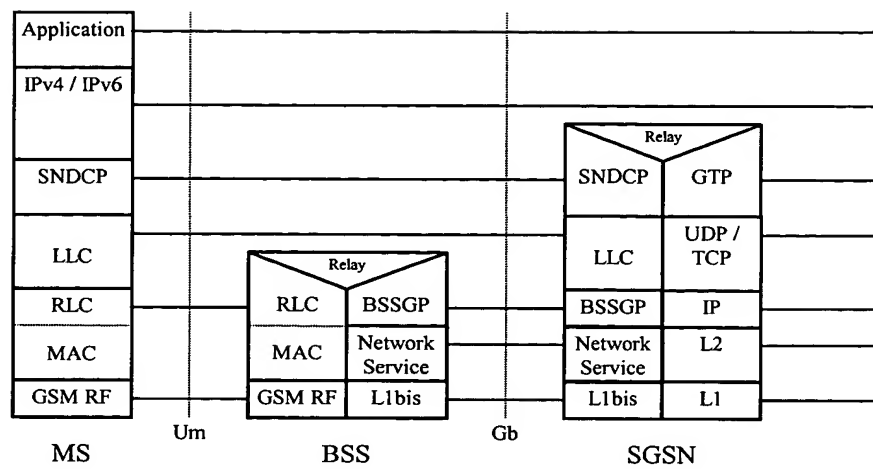 Application
IPv4 / IPv6
SNDCP
LLC
RLC
MAC
GSM RF
MS
Um
Relay
RLC
BSSGP
MAC
Network
Service
GSM RF
L1bis
BSS
Gb
Relay
SNDCP
GTP
LLC
UDP /
TCP
BSSGP
IP
Network
Service
L2
L1bis
L1
SGSN